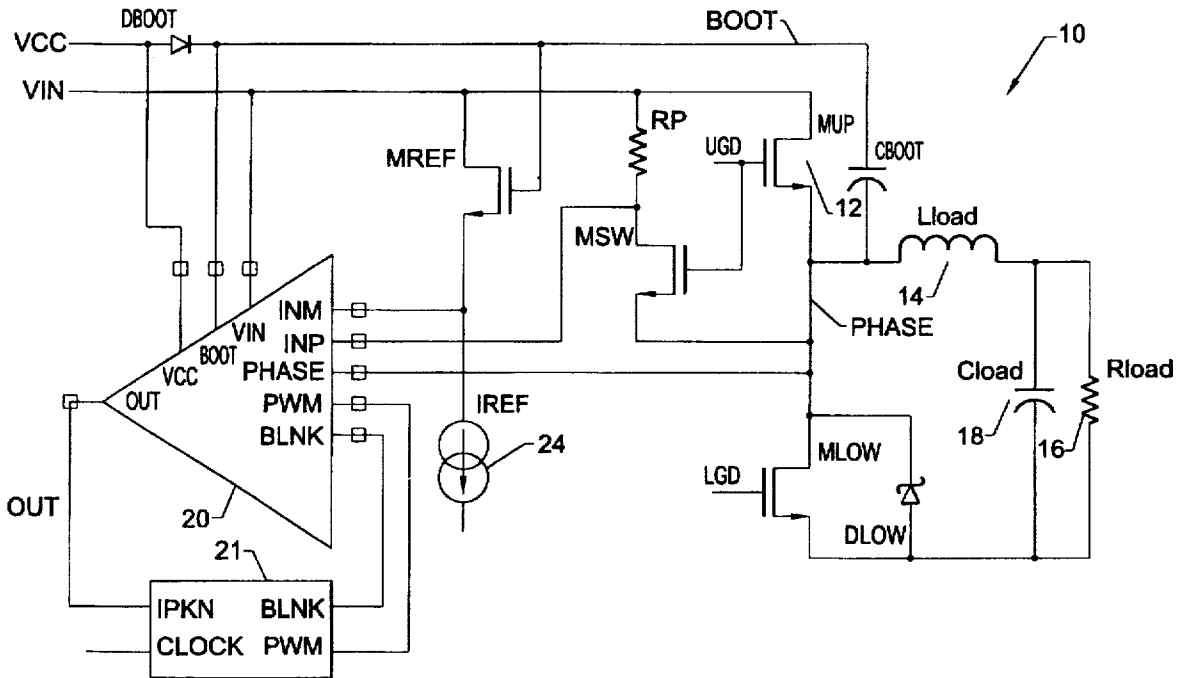 DBOOT
VCC
BOOT
10
VIN
RP
MUP
UGD
CBOOT
MREF
12
Lload
MSW
14
INM
VIN
INP
BOOT
PHASE
VCC
PHASE
OUT
PWM
IREF
Cload
Rload
BLNK
24
18
16
MLOW
LGD
OUT
20
DLOW
21
IPKN BLNK
CLOCK PWM